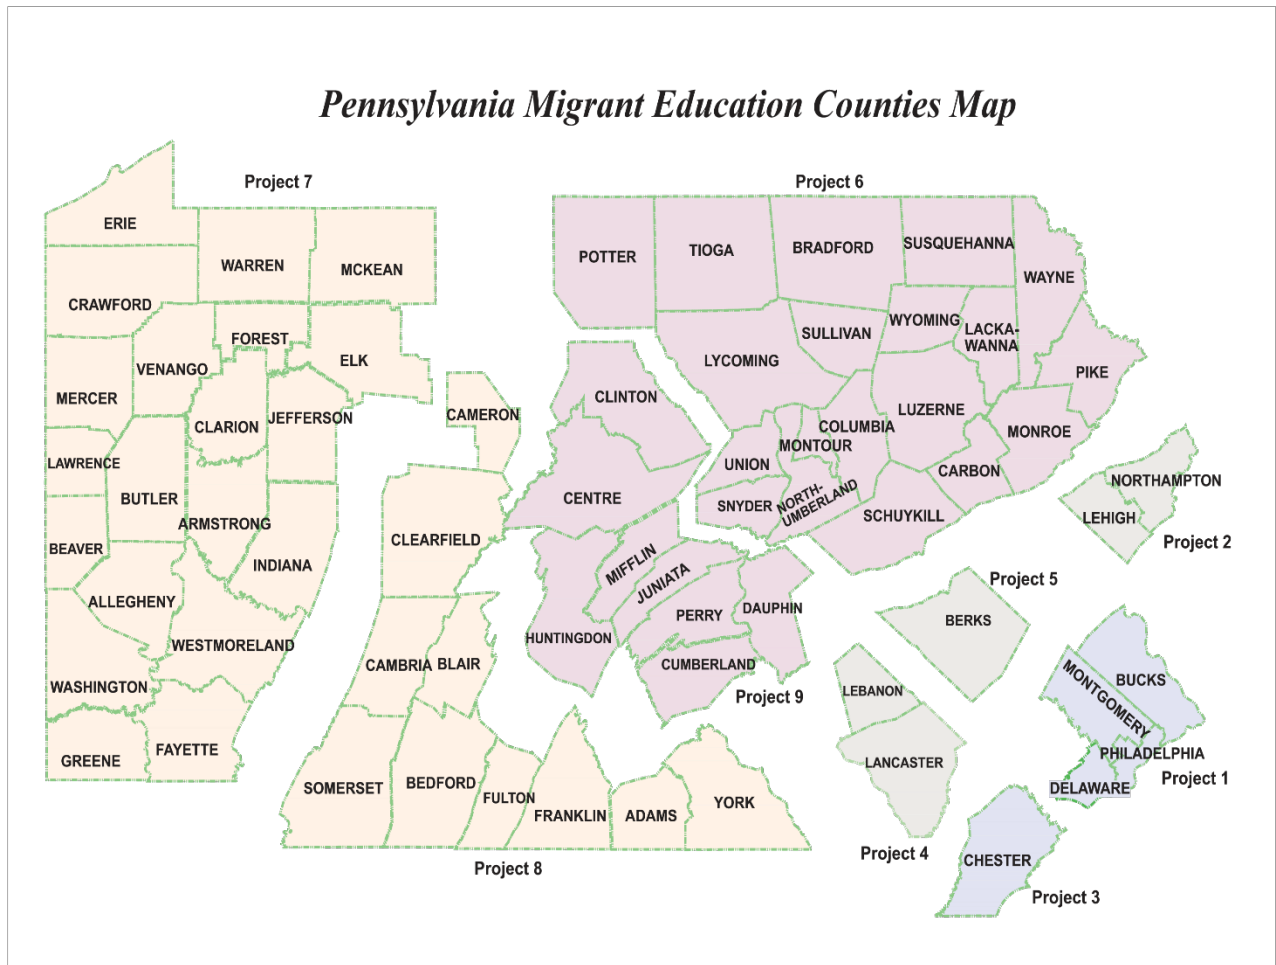 Pennsylvania Migrant Education Counties Map
Project 7
ERIE
WARREN
MCKEAN
CRAWFORD
FOREST
VENANGO
ELK
MERCER
CLARION
JEFFERSON
LAWRENCE
BUTLER
ARMSTRONG
BEAVER
INDIANA
ALLEGHENY
WESTMORELAND
WASHINGTON
GREENE
FAYETTE
CAMERON
CLEARFIELD
CAMBRIA
BLAIR
SOMERSET
BEDFORD
FULTON
FRANKLIN
ADAMS
YORK
Project 8
Project 6
POTTER
TIOGA
BRADFORD
SUSQUEHANNA
WAYNE
WYOMING
SULLIVAN
LACKA-
WANNA
LYCOMING
PIKE
LUZERNE
COLUMBIA
MONTOUR
MONROE
UNION
CARBON
SNYDER
NORTH-
UMBERLAND
SCHUYKILL
CLINTON
CENTRE
MIFFLIN
JUNIATA
HUNTINGDON
PERRY
DAUPHIN
CUMBERLAND
Project 9
NORTHAMPTON
LEHIGH
Project 2
Project 5
BERKS
LEBANON
LANCASTER
Project 4
BUCKS
MONTGOMERY
PHILADELPHIA
Project 1
DELAWARE
CHESTER
Project 3